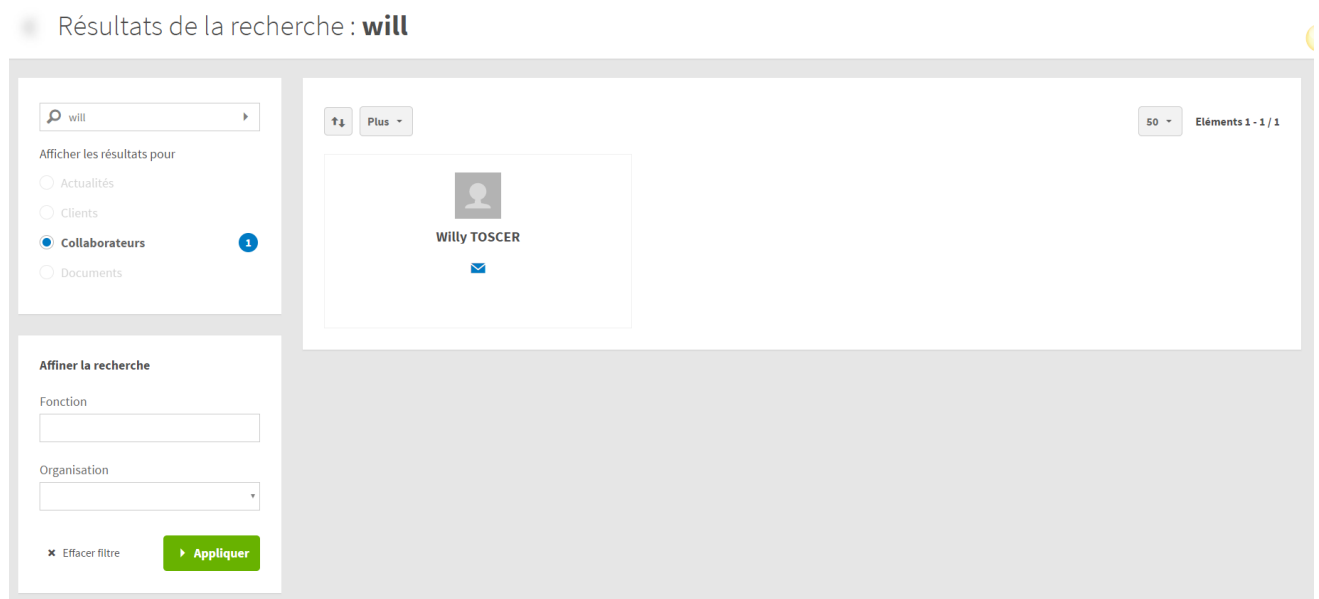 Résultats de la recherche : will
will
Afficher les résultats pour
Actualités
Clients
Collaborateurs 1
Documents
Affiner la recherche
Fonction
Organisation
Effacer filtre
Appliquer
Plus
50 Eléments 1 - 1 / 1
Willy TOSCER